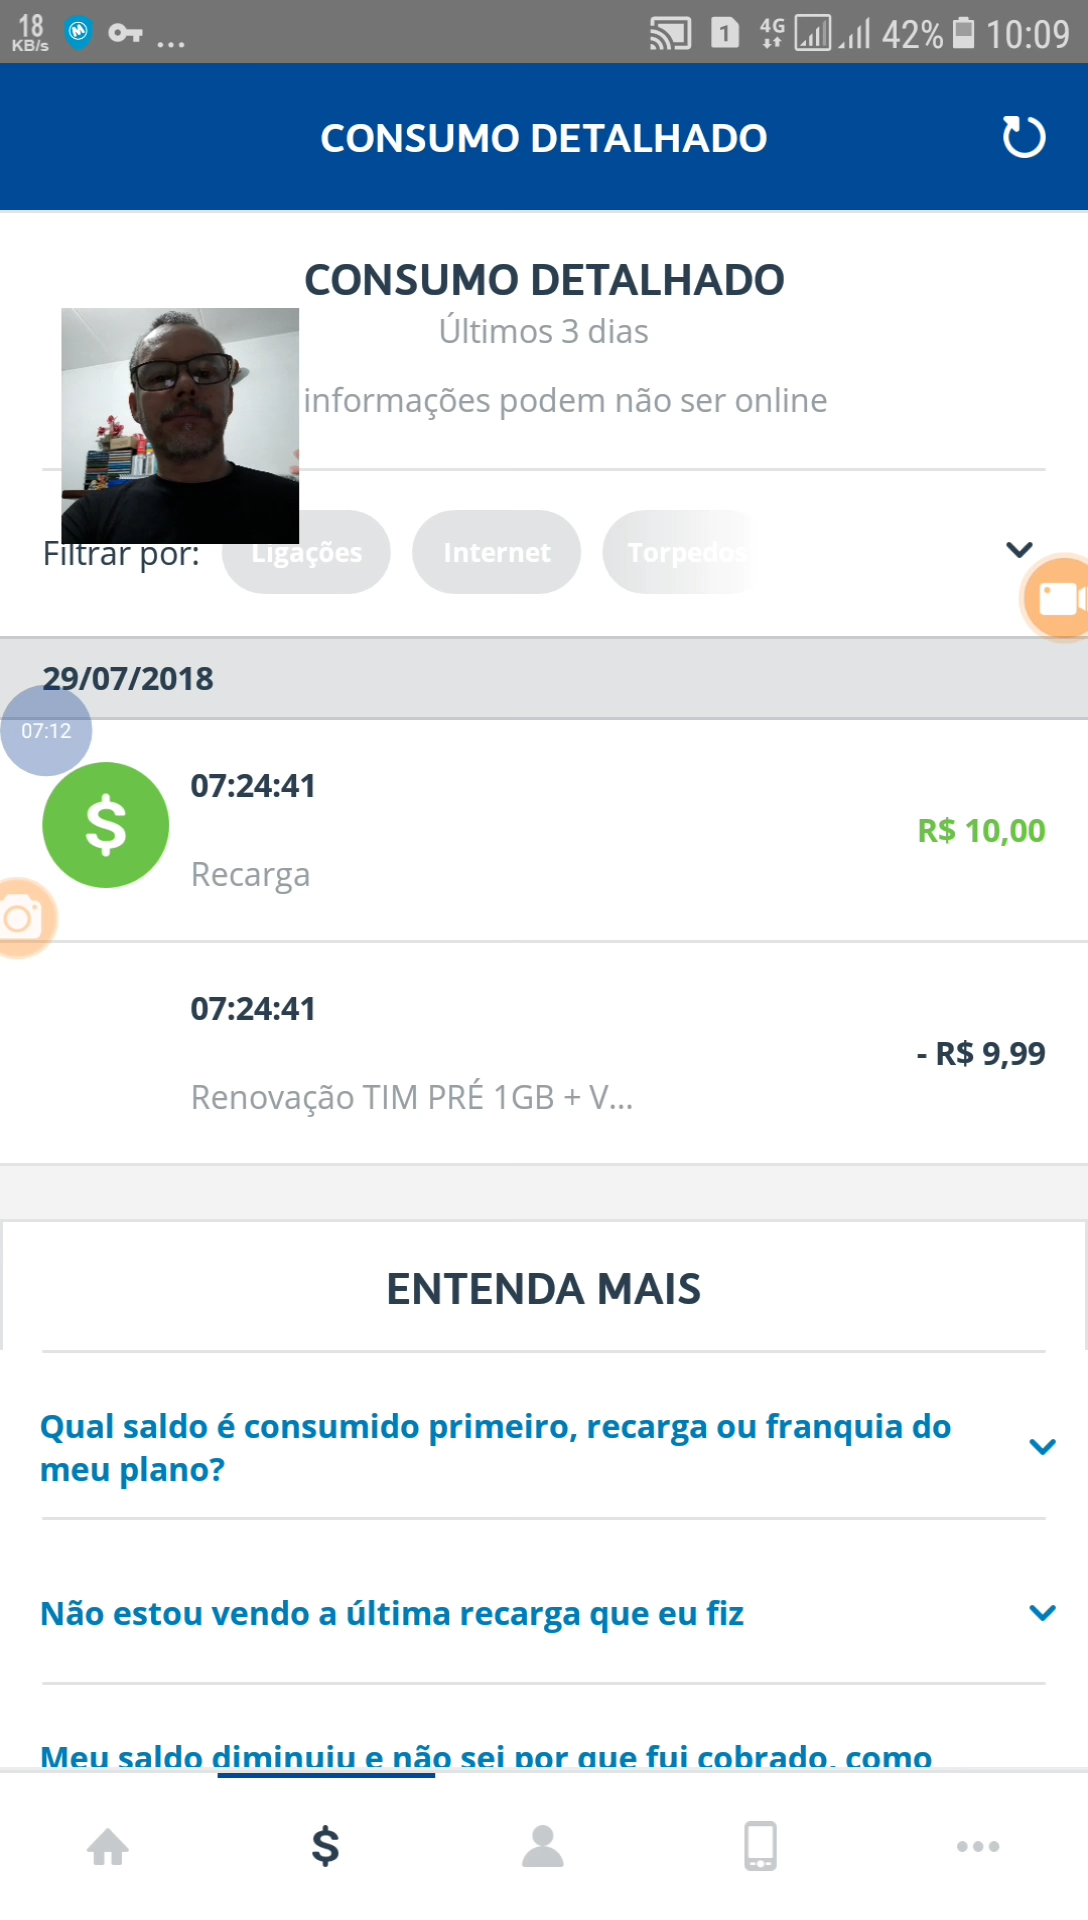 18
KB/s
...
1
4G
42%
10:09
CONSUMO DETALHADO
CONSUMO DETALHADO
Últimos 3 dias
informações podem não ser online
Filtrar por:
Ligações
Internet
Torpedos
29/07/2018
07:12
07:24:41
R$ 10,00
Recarga
07:24:41
- R$ 9,99
Renovação TIM PRÉ 1GB + V...
ENTENDA MAIS
Qual saldo é consumido primeiro, recarga ou franquia do
meu plano?
Não estou vendo a última recarga que eu fiz
Meu saldo diminuiu e não sei por que fui cobrado, como